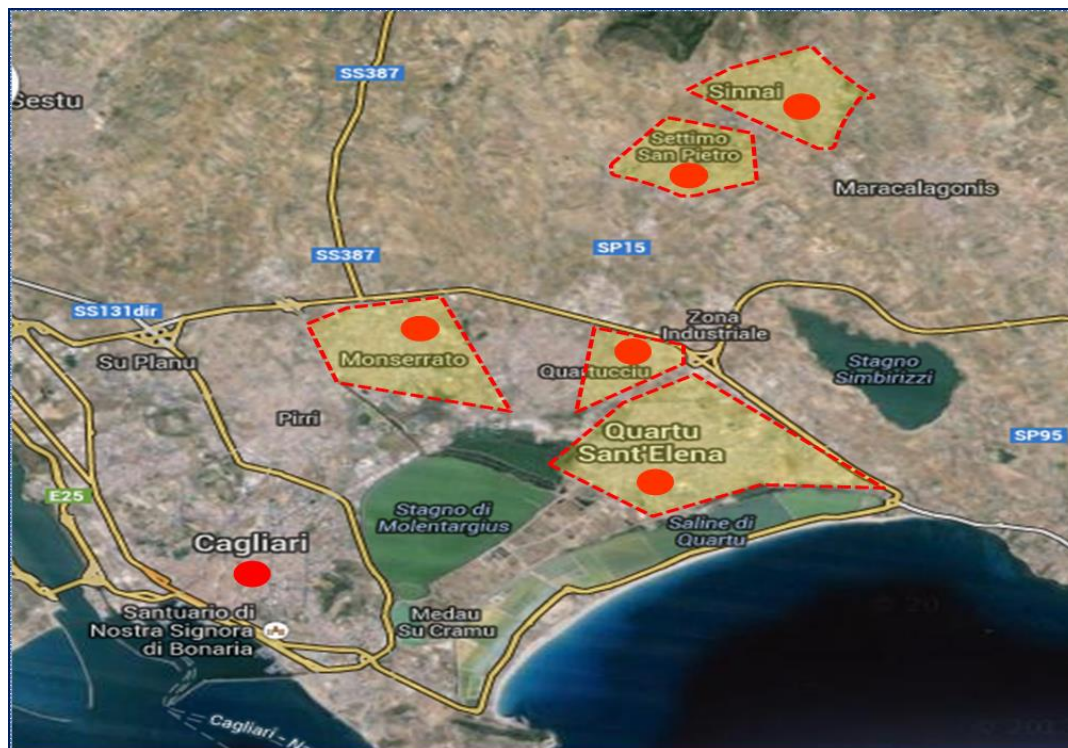 SS387
Sestu
Sinnai
Settimo
San Pietro
Maracalagonis
SS387
SP15
SS131dir
Zona
Industriale
Su Planu
Monserrato
Quartucciu
Stagno
Simbirizzi
Pirri
Quartu
Sant'Elena
SP95
E25
Stagno di
Molentargius
Saline di
Quartu
Cagliari
Santuario di
Nostra Signora
di Bonaria
Medau
Su Cramu
Cagliari -